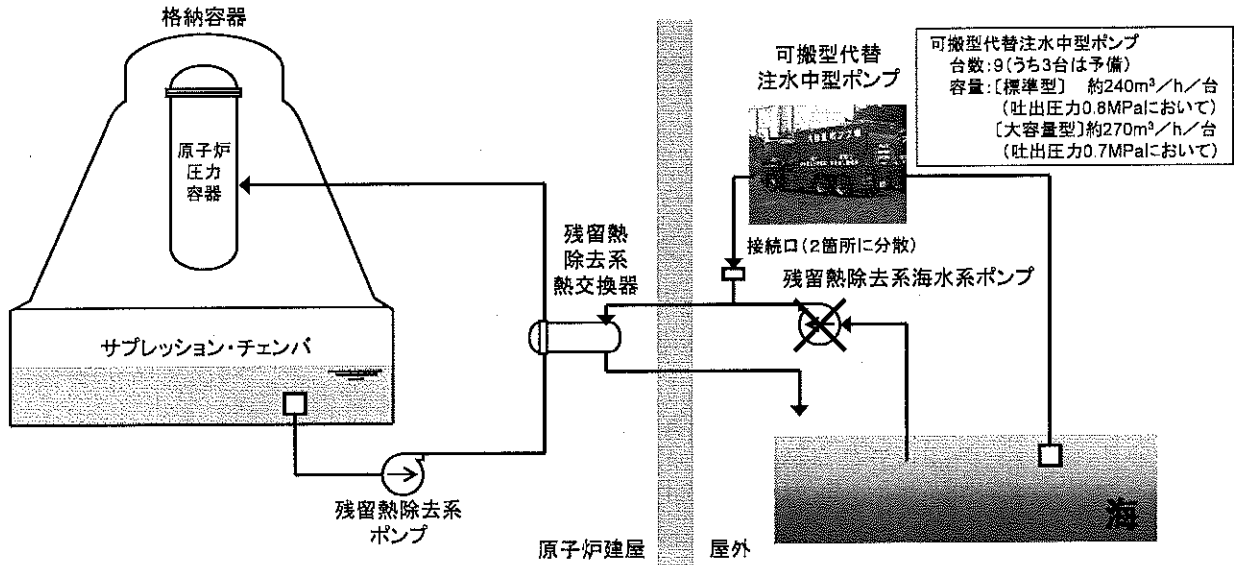 格納容器
原子炉
圧力
容器
サプレッション・チェンバ
残留熱除去系
ポンプ
残留熱
除去系
熱交換器
原子炉建屋
屋外
可搬型代替
注水中型ポンプ
接続口(2箇所に分散)
残留熱除去系海水系ポンプ
海
可搬型代替注水中型ポンプ
台数:9(うち3台は予備)
容量:〔標準型〕 約240m³/h/台
(吐出圧力0.8MPaにおいて)
〔大容量型〕約270m³/h/台
(吐出圧力0.7MPaにおいて)